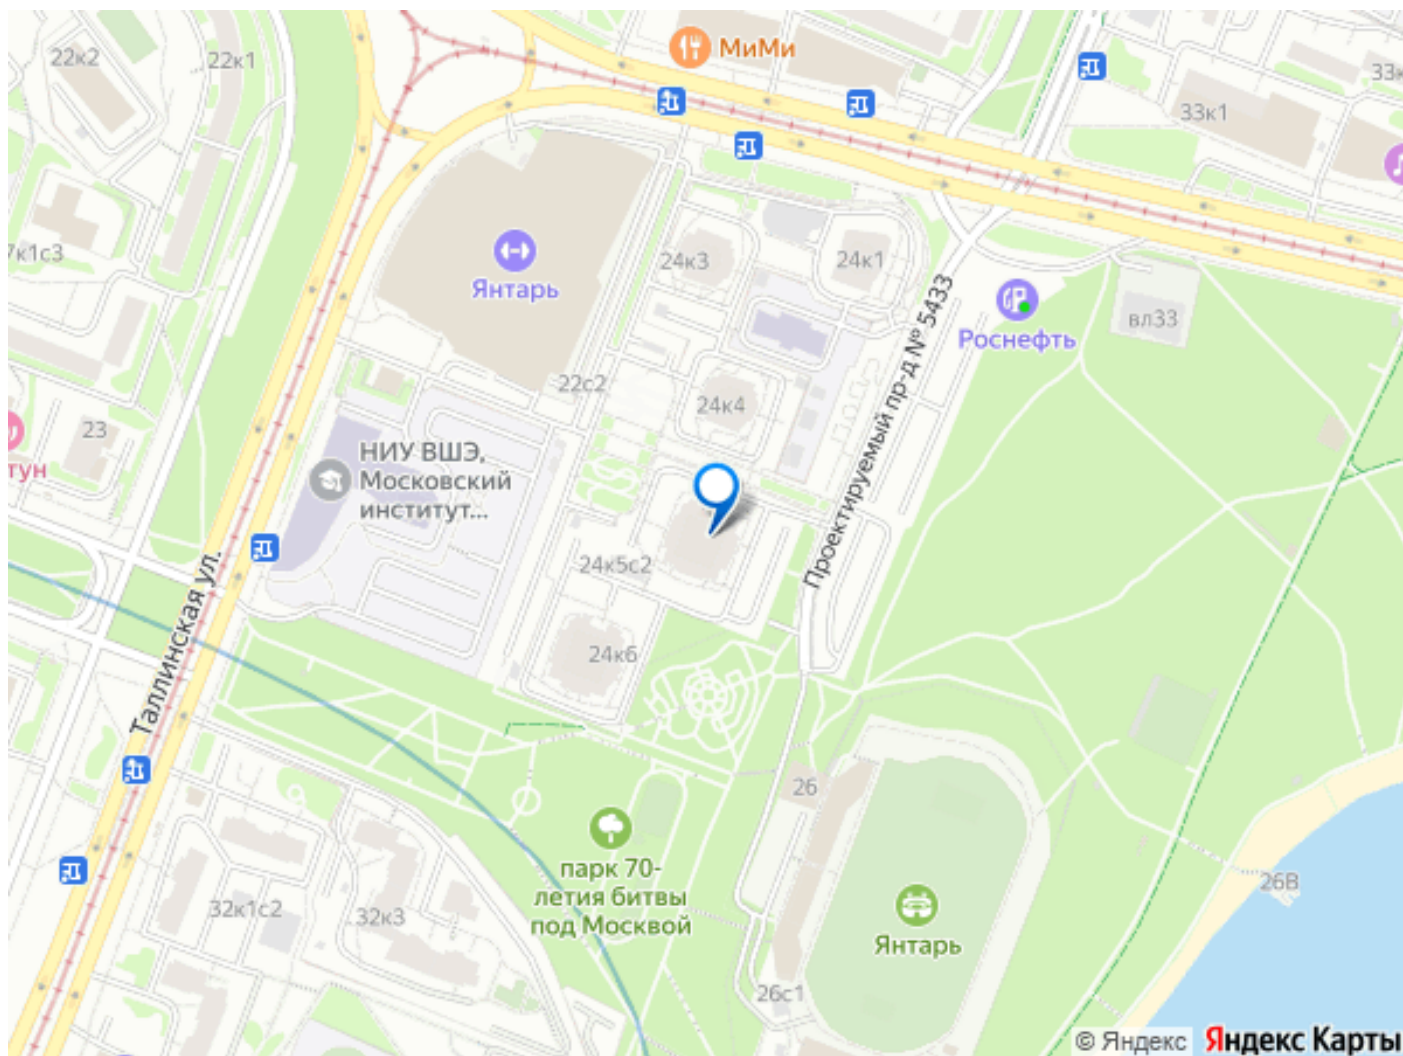 22к2
22к1
МиМи
33к1
7к1с3
Янтарь
24к3
24к1
Роснефть
вл33
Проектируемый пр-д № 5433
22с2
24к4
23
тун
НИУ ВШЭ,
Московский
институт...
24к5с2
24к6
Таллинская ул.
26
парк 70-
летия битвы
под Москвой
32к1с2
32к3
Янтарь
26В
26с1
© Яндекс Яндекс Карты